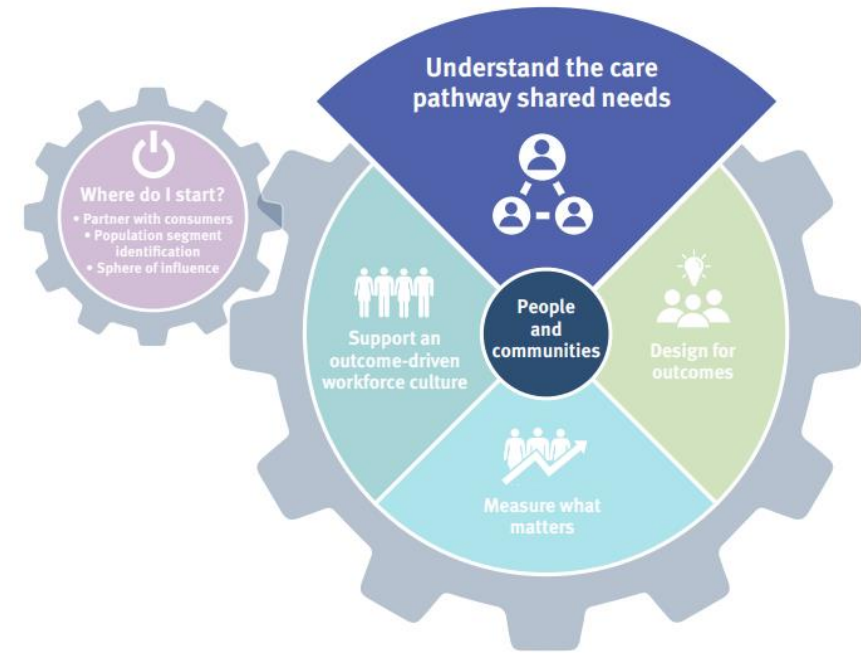 Understand the care
pathway shared needs
Where do I start?
• Partner with consumers
• Population segment
identification
• Sphere of influence
People
and
communities
Support an
outcome-driven
workforce culture
Design for
outcomes
Measure what
matters